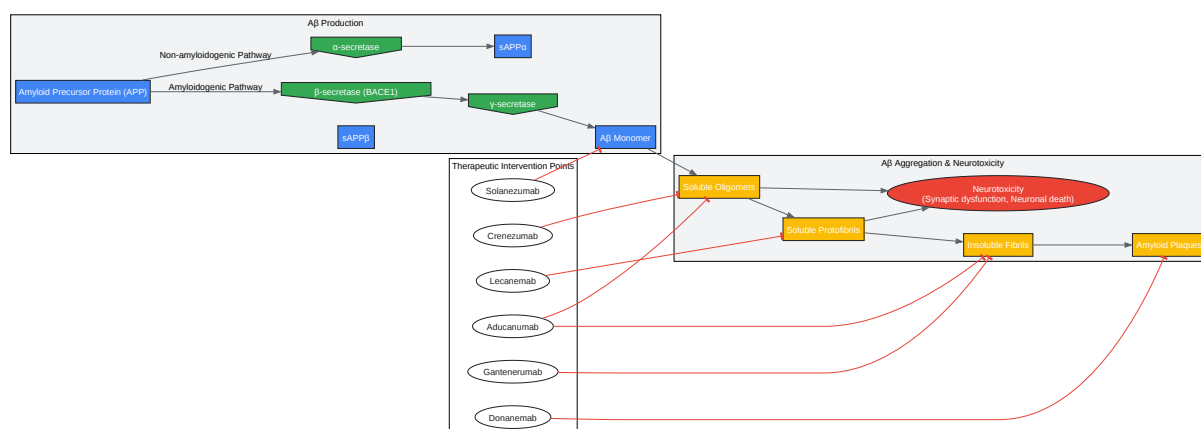 Aβ Production
Non-amyloidogenic Pathway
α-secretase
sAPPα
Amyloid Precursor Protein (APP)
Amyloidogenic Pathway
β-secretase (BACE1)
γ-secretase
sAPPβ
Aβ Monomer
Therapeutic Intervention Points
Solanezumab
Crenezumab
Lecanemab
Aducanumab
Gantenerumab
Donanemab
Aβ Aggregation & Neurotoxicity
Soluble Oligomers
Neurotoxicity
(Synaptic dysfunction, Neuronal death)
Soluble Protofibrils
Insoluble Fibrils
Amyloid Plaques